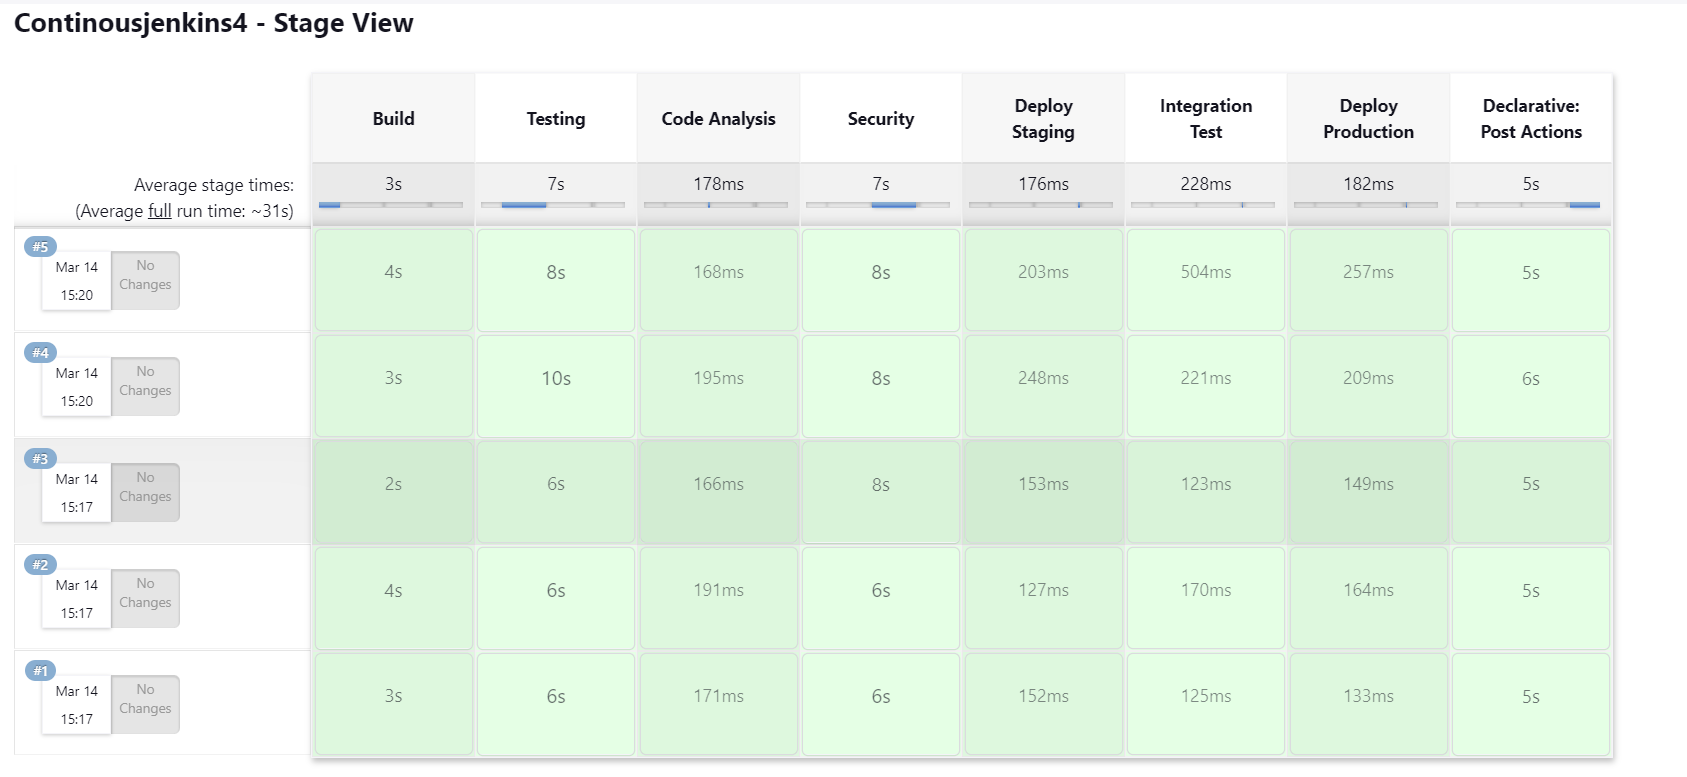 Continousjenkins4 - Stage View
Build
Testing
Code Analysis
Security
Deploy
Staging
Integration
Test
Deploy
Production
Declarative:
Post Actions
Average stage times:
(Average full run time: ~31s)
3s
7s
178ms
7s
176ms
228ms
182ms
5s
#5
Mar 14
15:20
No
Changes
4s
8s
168ms
8s
203ms
504ms
257ms
5s
#4
Mar 14
15:20
No
Changes
3s
10s
195ms
8s
248ms
221ms
209ms
6s
#3
Mar 14
15:17
No
Changes
2s
6s
166ms
8s
153ms
123ms
149ms
5s
#2
Mar 14
15:17
No
Changes
4s
6s
191ms
6s
127ms
170ms
164ms
5s
#1
Mar 14
15:17
No
Changes
3s
6s
171ms
6s
152ms
125ms
133ms
5s